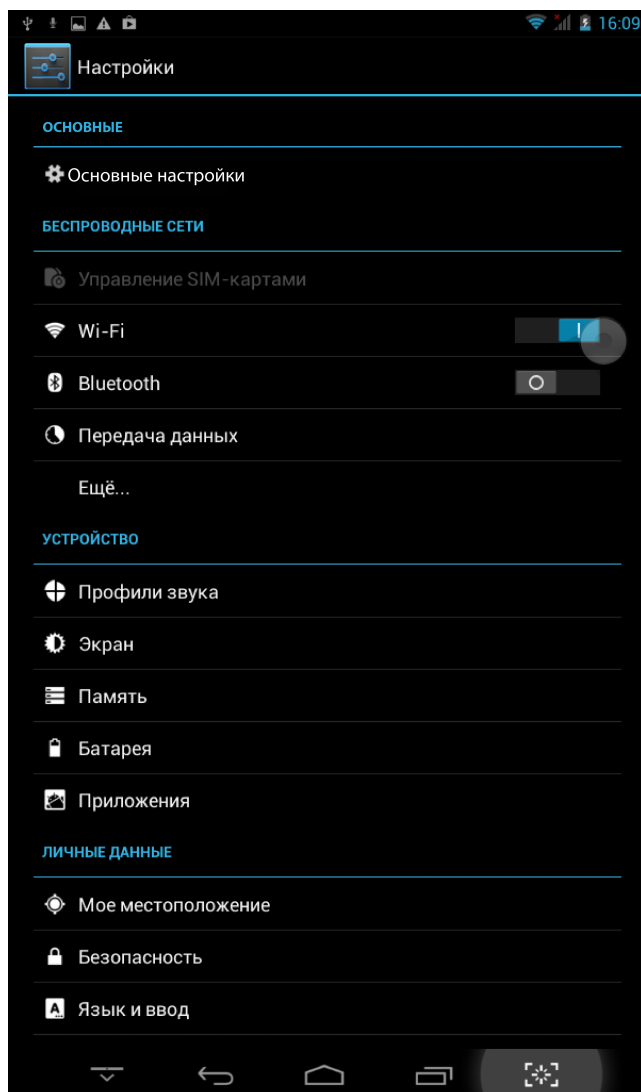 16:09
Настройки
ОСНОВНЫЕ
Основные настройки
БЕСПРОВОДНЫЕ СЕТИ
Управление SIM-картами
Wi-Fi
Bluetooth
Передача данных
Ещё...
УСТРОЙСТВО
Профили звука
Экран
Память
Батарея
Приложения
ЛИЧНЫЕ ДАННЫЕ
Мое местоположение
Безопасность
Язык и ввод